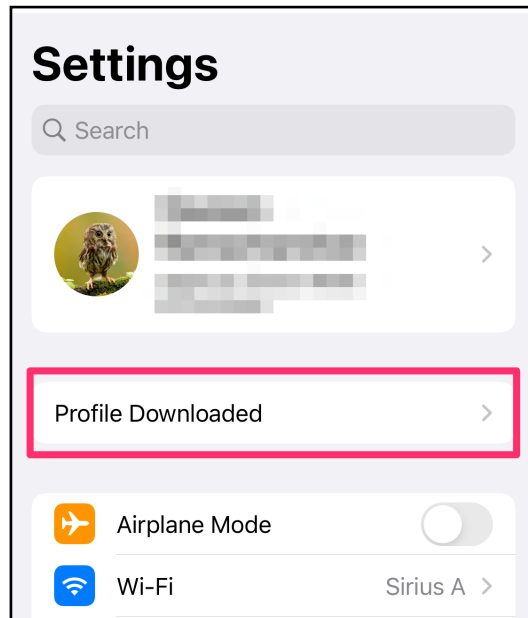 Settings
Search
Profile Downloaded
Airplane Mode
Wi-Fi Sirius A